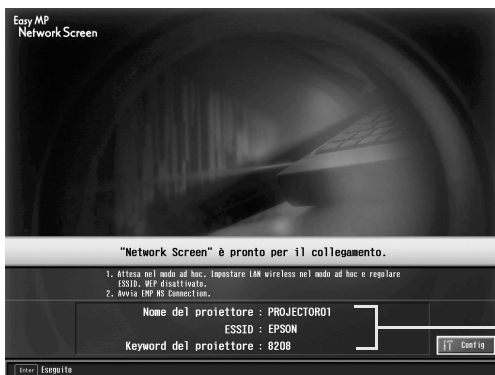 Easy MP
Network Screen
"Network Screen" è pronto per il collegamento.
1. Attesa nel modo ad hoc. Impostare LAN wireless nel modo ad hoc e regolare
ESSID. WEP disattivato.
2. Avvia EMP NS Connection.
Nome del proiettore : PROJECTOR01
ESSID : EPSON
Keyword del proiettore : 8208
Config
Enter Eseguito